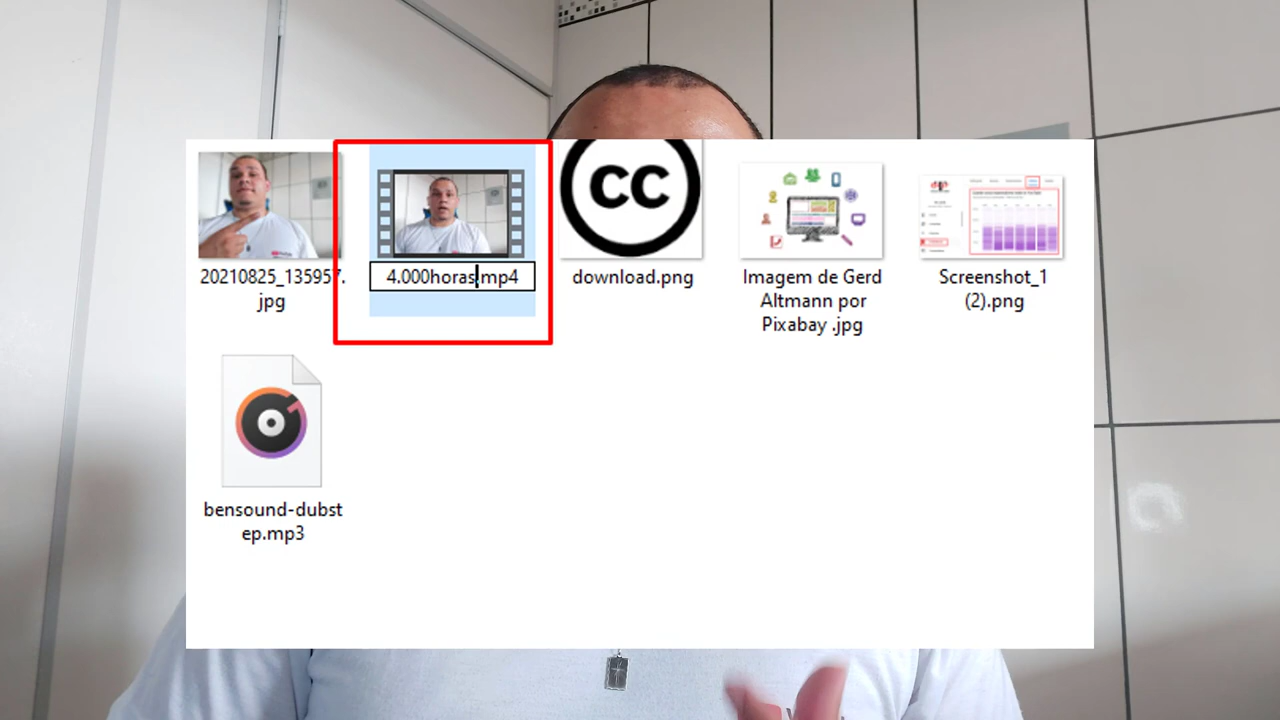 20210825_135957.
jpg
4.000horas.mp4
download.png
Imagem de Gerd
Altmann por
Pixabay .jpg
Screenshot_1
(2).png
CC
bensound-dubst
ep.mp3